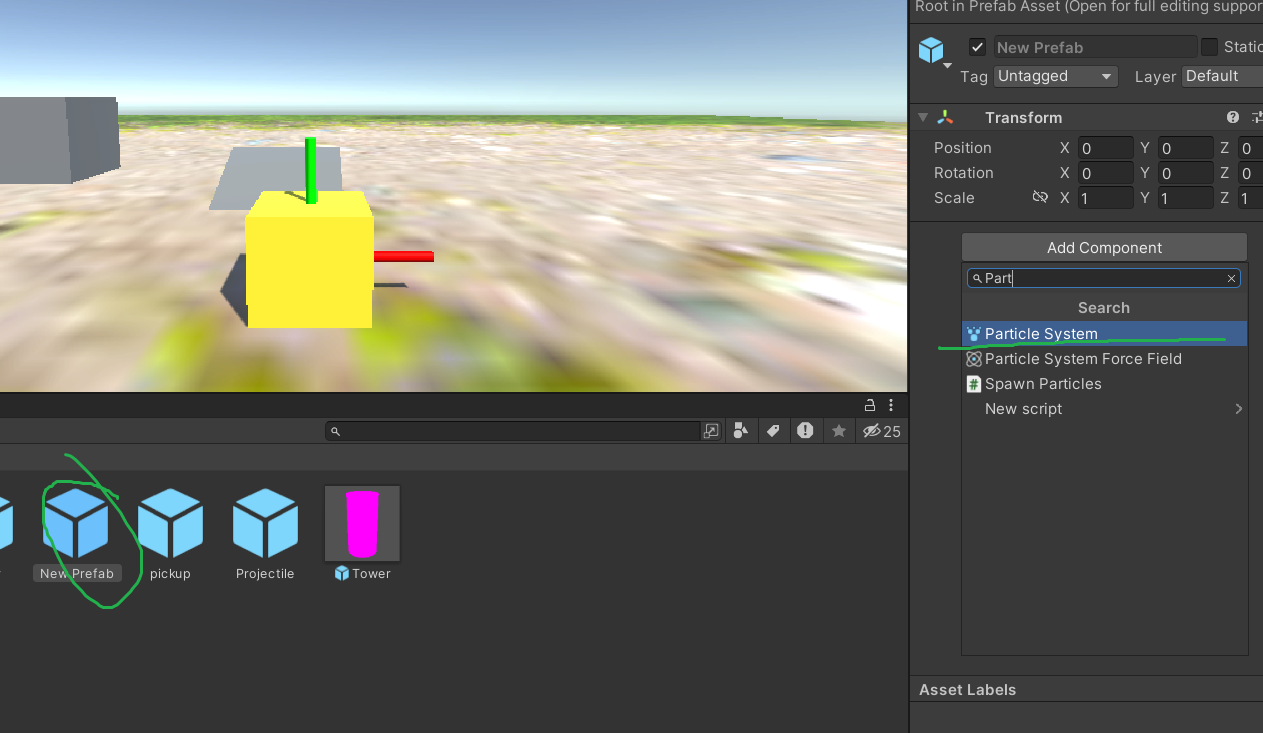 Root in Prefab Asset (Open for full editing suppor
New Prefab
Static
Tag Untagged Layer Default
Transform
Position X 0 Y 0 Z 0
Rotation X 0 Y 0 Z 0
Scale X 1 Y 1 Z 1
Add Component
Part
Search
Particle System
Particle System Force Field
# Spawn Particles
New script
25
New Prefab
pickup
Projectile
Tower
Asset Labels